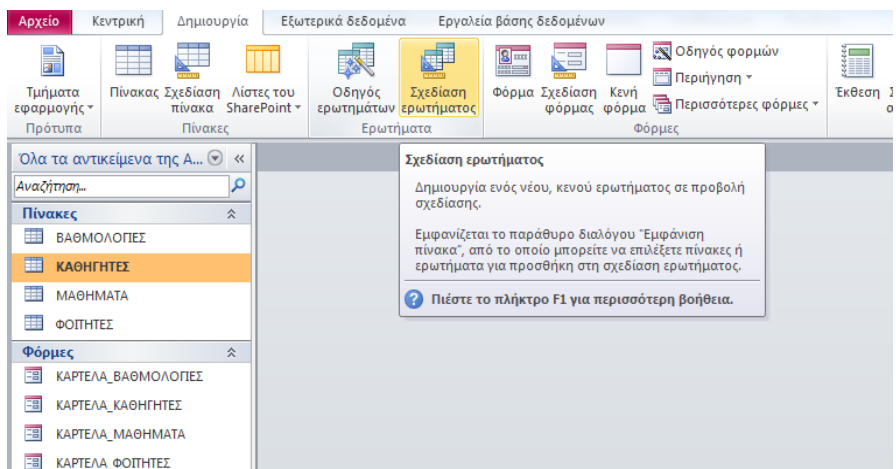 Αρχείο Κεντρική Δημιουργία Εξωτερικά δεδομένα Εργαλεία βάσης δεδομένων
Τμήματα εφαρμογής
Πίνακας
Σχεδίαση πίνακα
Λίστες του SharePoint
Οδηγός ερωτημάτων
Σχεδίαση ερωτήματος
Φόρμα
Σχεδίαση φόρμας
Κενή φόρμα
Οδηγός φορμών
Περιήγηση
Περισσότερες φόρμες
Έκθεση
Πρότυπα Πίνακες Ερωτήματα Φόρμες
Όλα τα αντικείμενα της Α...
Αναζήτηση...
Πίνακες
ΒΑΘΜΟΛΟΓΙΕΣ
ΚΑΘΗΓΗΤΕΣ
ΜΑΘΗΜΑΤΑ
ΦΟΙΤΗΤΕΣ
Φόρμες
ΚΑΡΤΕΛΑ_ΒΑΘΜΟΛΟΓΙΕΣ
ΚΑΡΤΕΛΑ_ΚΑΘΗΓΗΤΕΣ
ΚΑΡΤΕΛΑ_ΜΑΘΗΜΑΤΑ
ΚΑΡΤΕΛΑ_ΦΟΙΤΗΤΕΣ
Σχεδίαση ερωτήματος
Δημιουργία ενός νέου, κενού ερωτήματος σε προβολή
σχεδίασης.
Εμφανίζεται το παράθυρο διαλόγου "Εμφάνιση
πίνακα", από το οποίο μπορείτε να επιλέξετε πίνακες ή
ερωτήματα για προσθήκη στη σχεδίαση ερωτήματος.
Πιέστε το πλήκτρο F1 για περισσότερη βοήθεια.